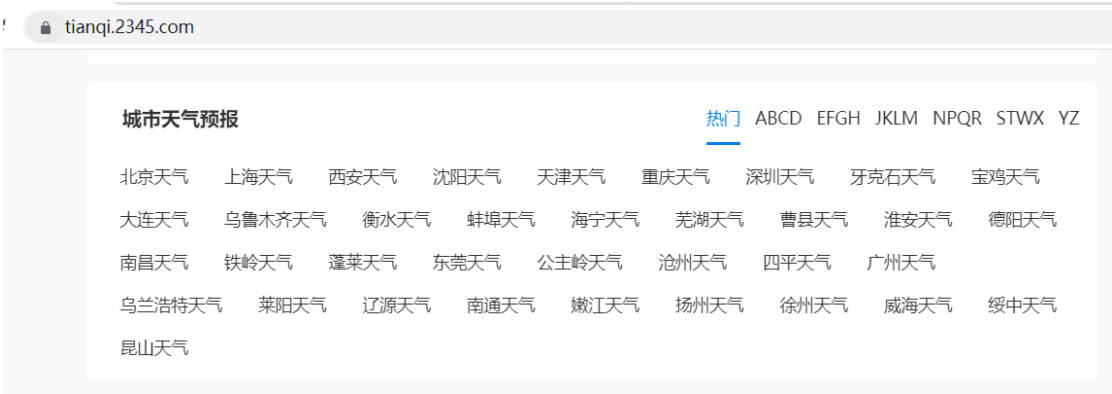 tianqi.2345.com
城市天气预报 热门 ABCD EFGH JKLM NPQR STWX YZ
北京天气 上海天气 西安天气 沈阳天气 天津天气 重庆天气 深圳天气 牙克石天气 宝鸡天气
大连天气 乌鲁木齐天气 衡水天气 蚌埠天气 海宁天气 芜湖天气 曹县天气 淮安天气 德阳天气
南昌天气 铁岭天气 蓬莱天气 东莞天气 公主岭天气 沧州天气 四平天气 广州天气
乌兰浩特天气 莱阳天气 辽源天气 南通天气 嫩江天气 扬州天气 徐州天气 威海天气 绥中天气
昆山天气